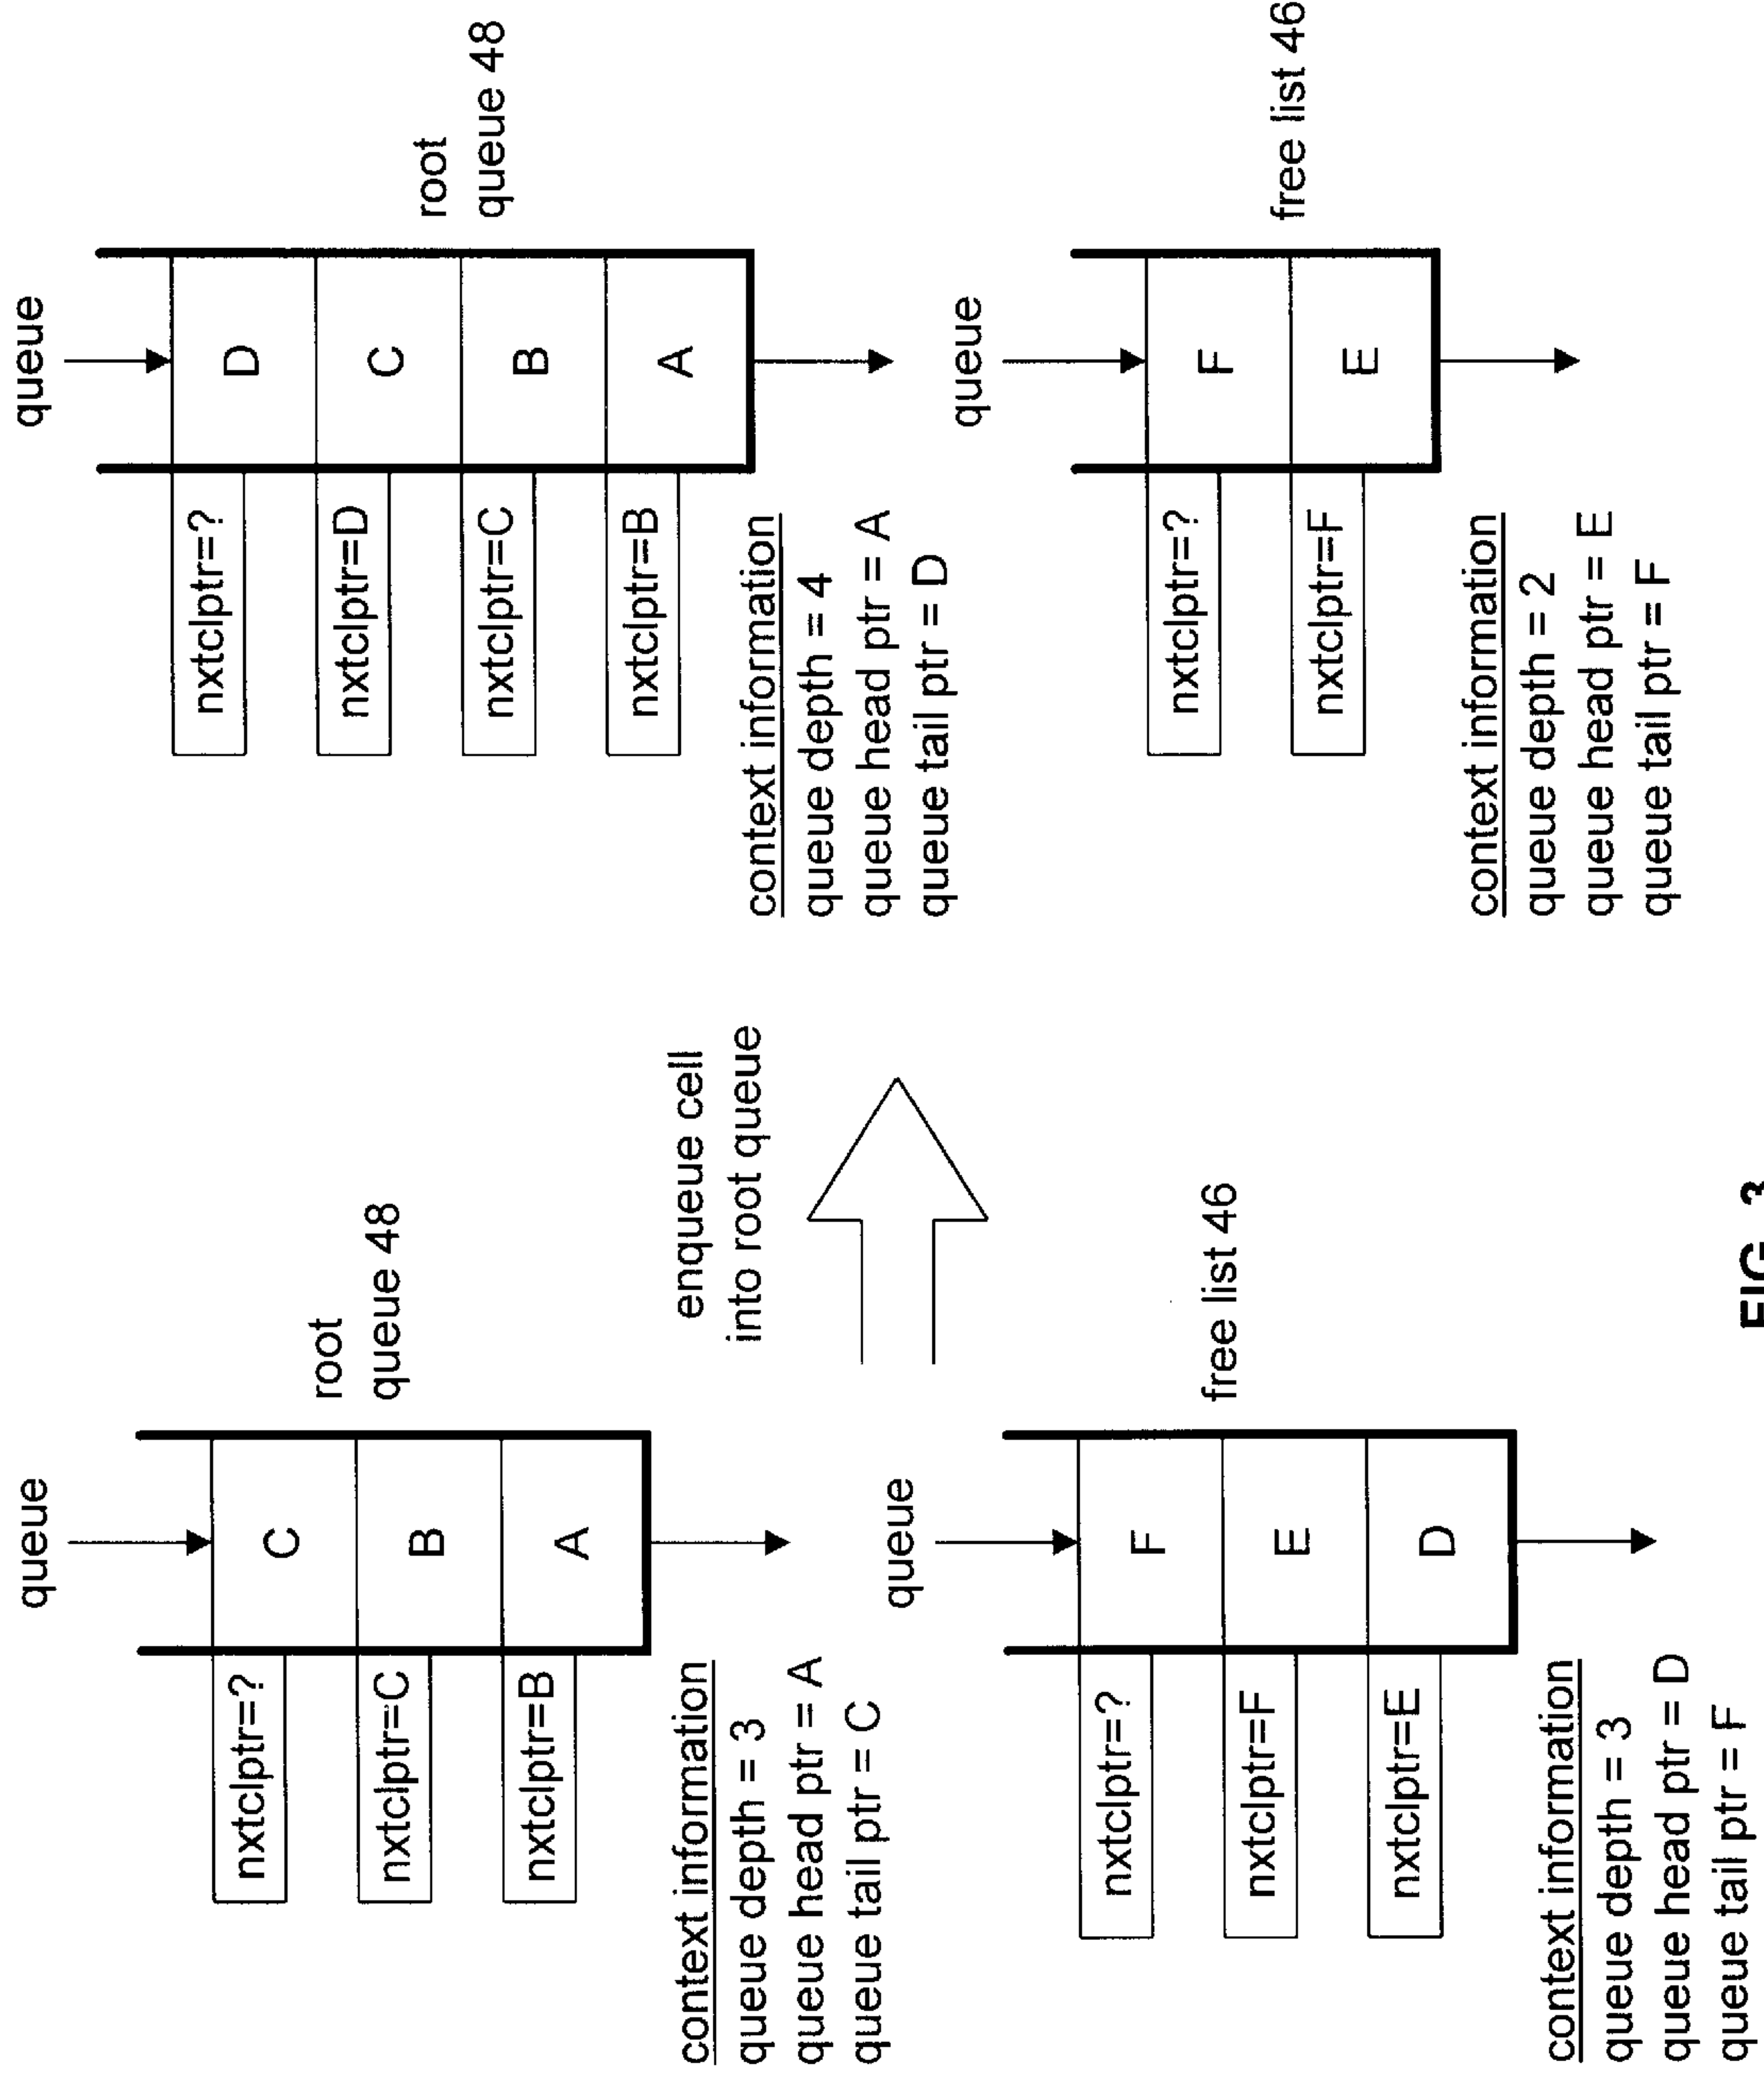 queue
C
B
A
nxtclptr=?
nxtclptr=C
nxtclptr=B
root
queue 48
context information
queue depth = 3
queue head ptr = A
queue tail ptr = C
queue
F
E
D
nxtclptr=?
nxtclptr=F
nxtclptr=E
free list 46
context information
queue depth = 3
queue head ptr = D
queue tail ptr = F
enqueue cell
into root queue
queue
D
C
B
A
nxtclptr=?
nxtclptr=D
nxtclptr=C
nxtclptr=B
root
queue 48
context information
queue depth = 4
queue head ptr = A
queue tail ptr = D
queue
F
E
nxtclptr=?
nxtclptr=F
free list 46
context information
queue depth = 2
queue head ptr = E
queue tail ptr = F
FIG. 3